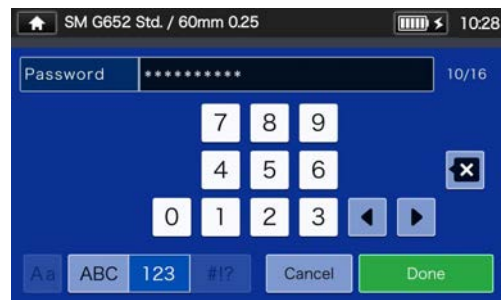 SM G652 Std. / 60mm 0.25 10:28
Password ********** 10/16
7 8 9
4 5 6
0 1 2 3
Aa ABC 123 #!? Cancel Done